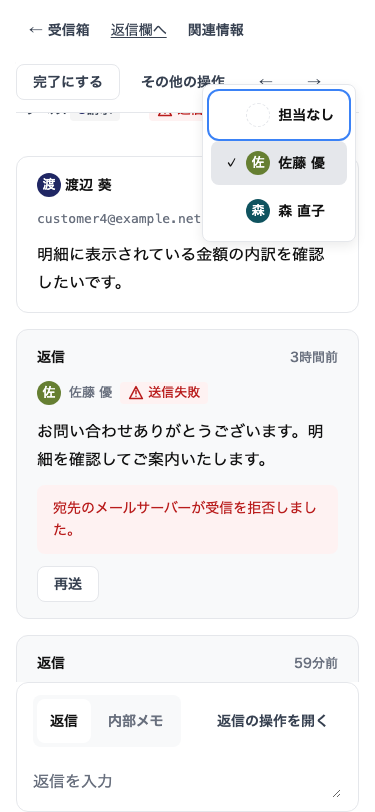 ← 受信箱 返信欄へ 関連情報
完了にする その他の操作 ← →
担当なし
✓ 佐 佐藤 優
森 森 直子
渡 渡辺 葵
customer4@example.net
明細に表示されている金額の内訳を確認
したいです。
返信 3時間前
佐 佐藤 優 送信失敗
お問い合わせありがとうございます。明
細を確認してご案内いたします。
宛先のメールサーバーが受信を拒否しまし
た。
再送
返信 59分前
返信 内部メモ 返信の操作を開く
返信を入力